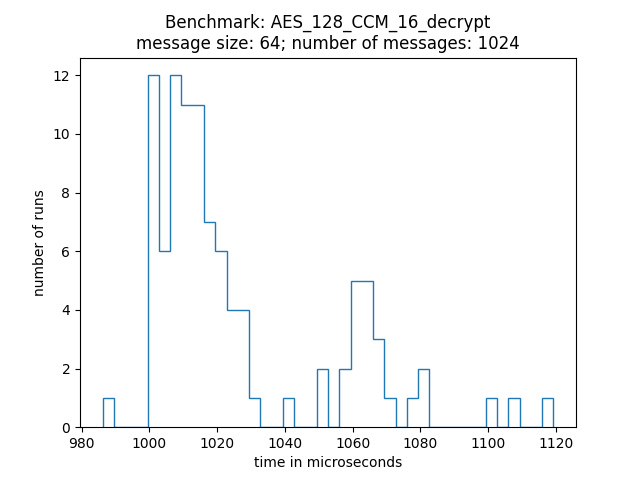 Benchmark: AES_128_CCM_16_decrypt
message size: 64; number of messages: 1024
12
10
8
6
4
2
0
number of runs
980 1000 1020 1040 1060 1080 1100 1120
time in microseconds